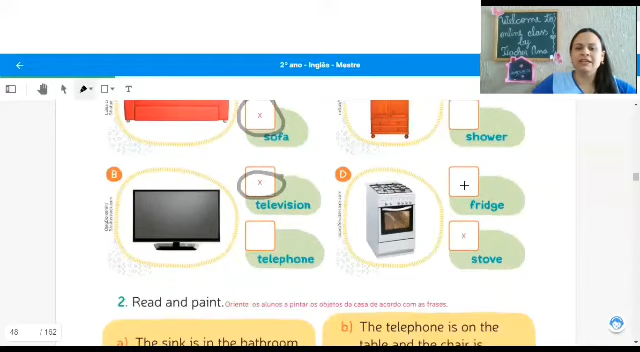 Welcome to
online class
by
Teacher Ana
2º ano - Inglês - Mestre
T
x
sofa
shower
B
x
television
telephone
D
fridge
x
stove
2. Read and paint. Oriente os alunos a pintar os objetos da casa de acordo com as frases.
a) The sink is in the bathroom
b) The telephone is on the
table and the chair is
48 / 162